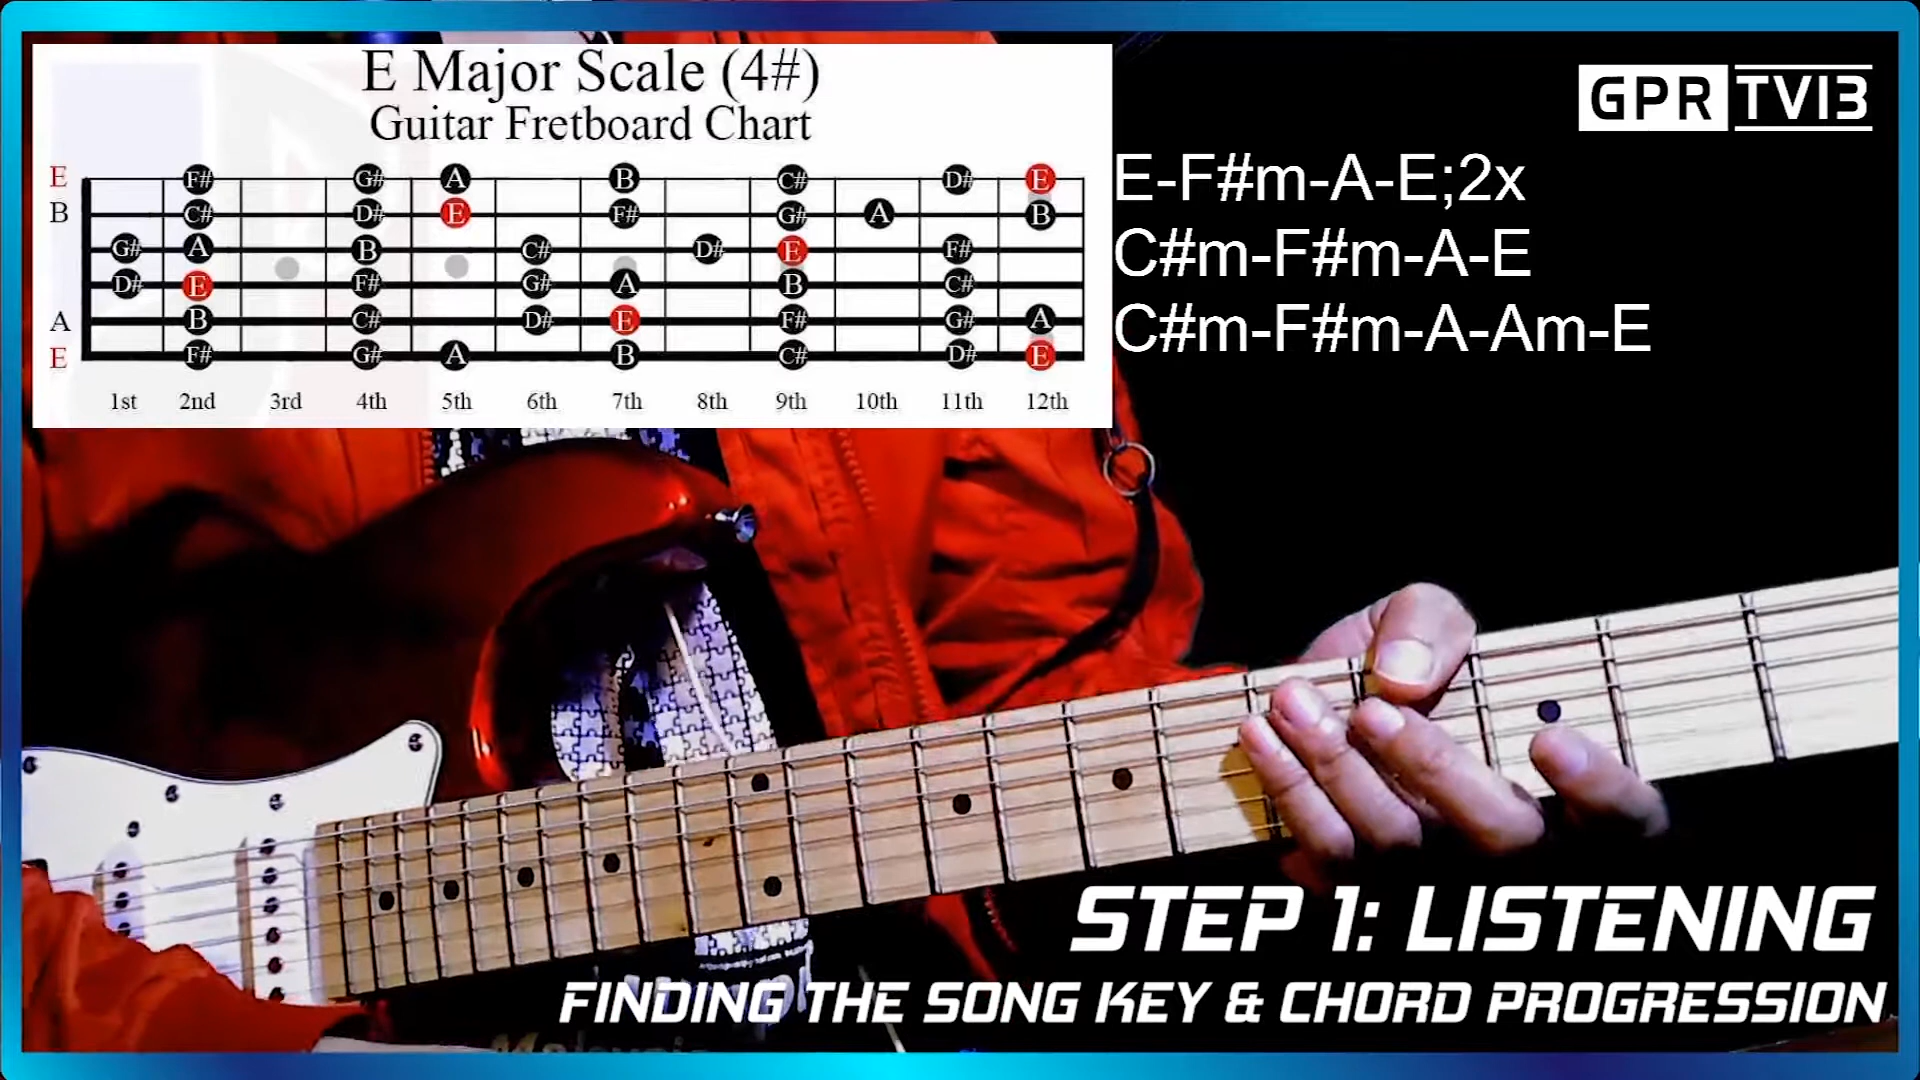 E Major Scale (4#)
Guitar Fretboard Chart
GPR TV13
E-F#m-A-E;2x
C#m-F#m-A-E
C#m-F#m-A-Am-E
E F# G# A B C# D# E
B C# D# E F# G# A B
G# A B C# D# E F#
D# E F# G# A B C#
A B C# D# E F# G# A
E F# G# A B C# D# E
1st 2nd 3rd 4th 5th 6th 7th 8th 9th 10th 11th 12th
STEP 1: LISTENING
FINDING THE SONG KEY & CHORD PROGRESSION